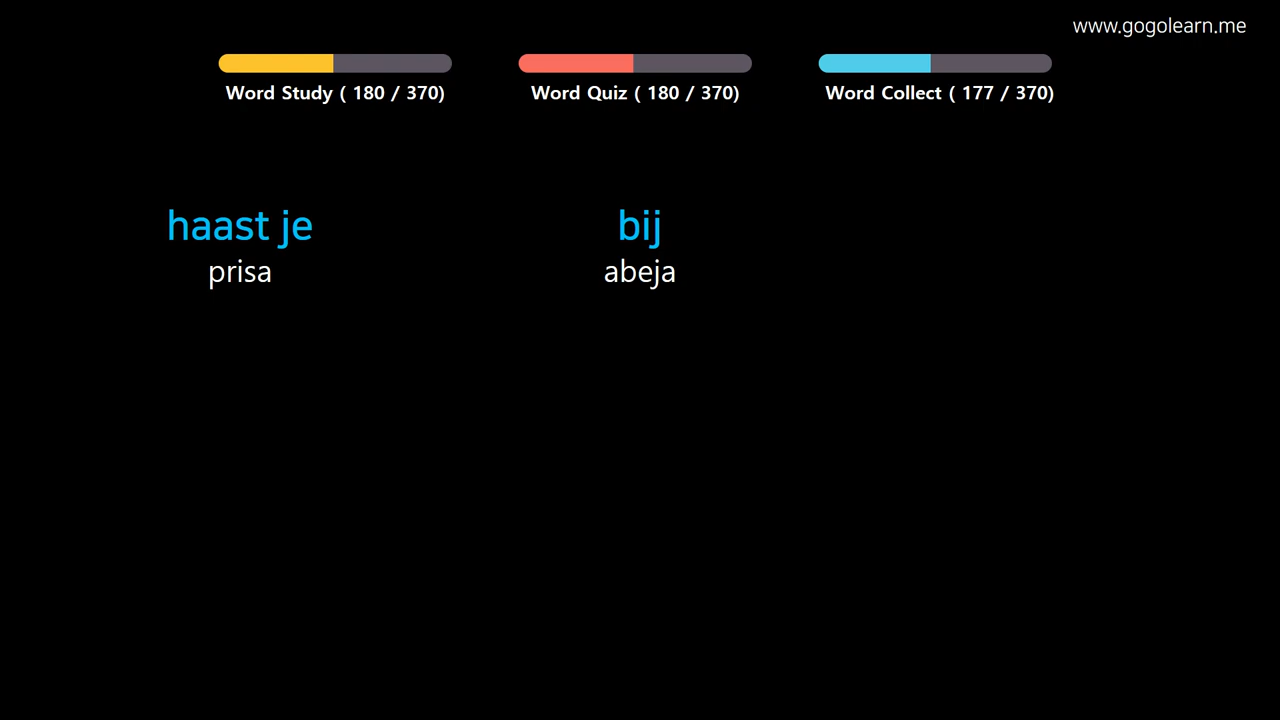 www.gogolearn.me
Word Study ( 180 / 370)
Word Quiz ( 180 / 370)
Word Collect ( 177 / 370)
haast je
prisa
bij
abeja